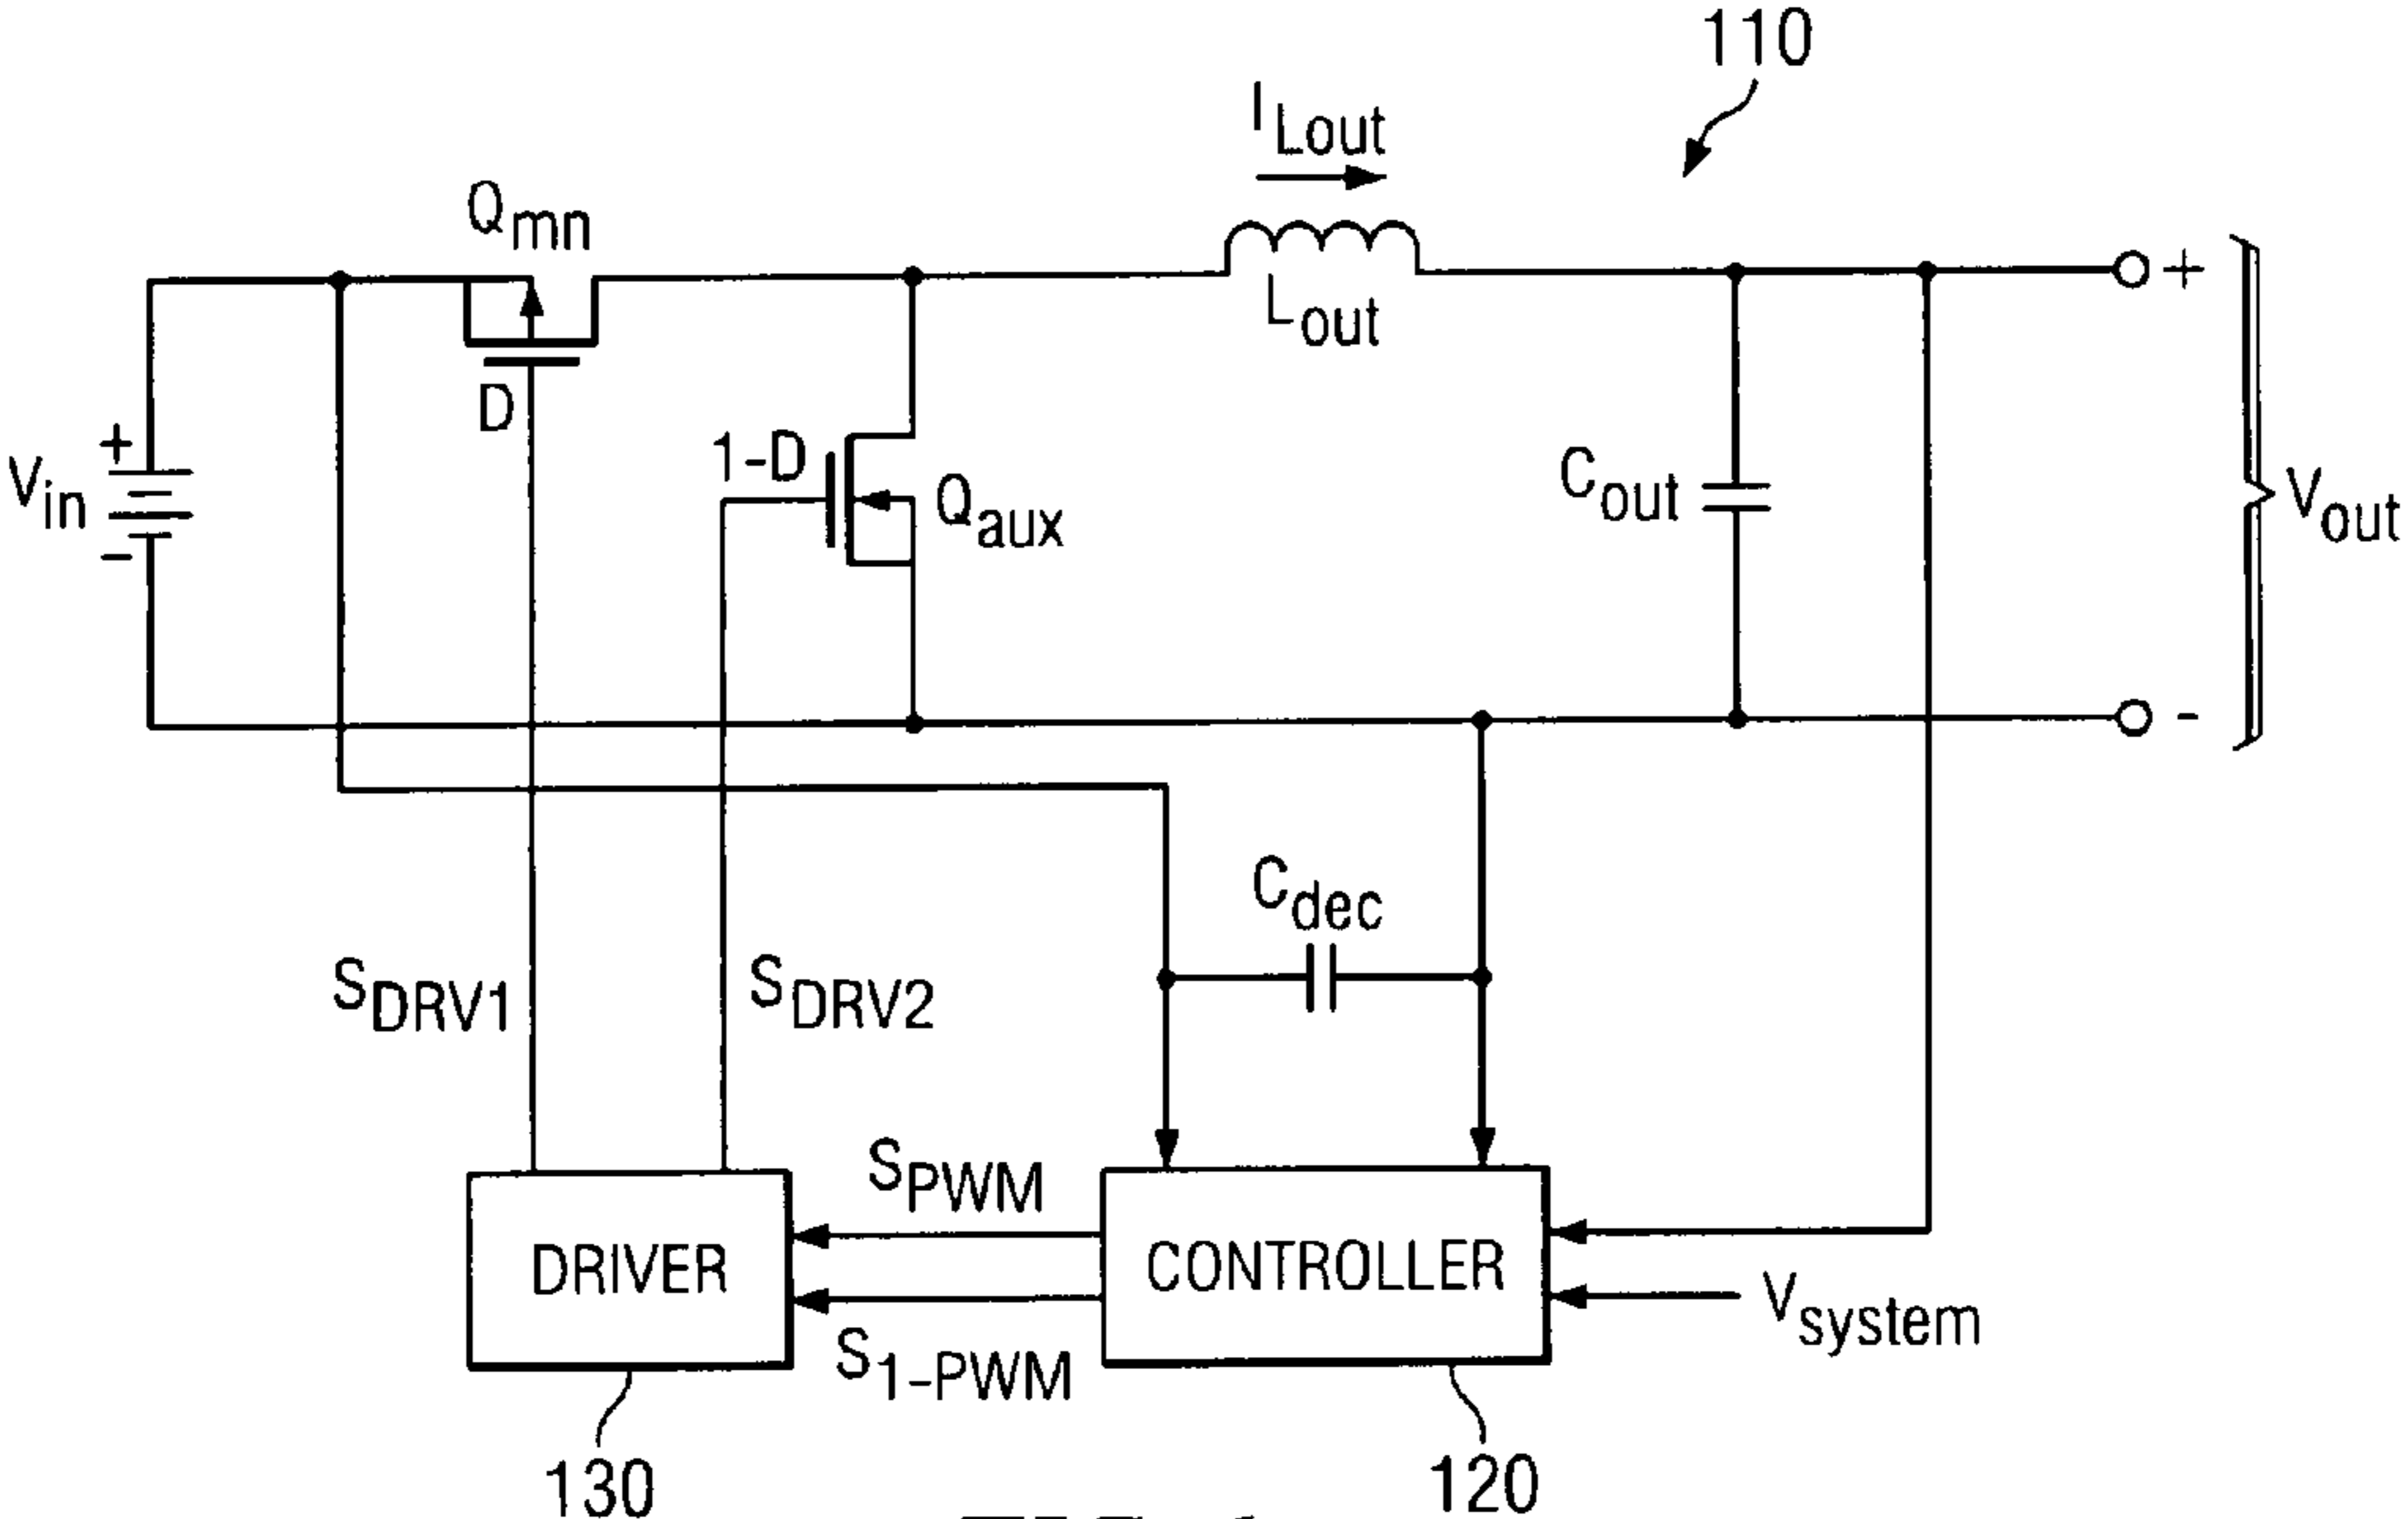 110
I Lout
Qmn
Lout
D
+
1-D
+
Vin
Qaux
Cout
Vout
-
-
Cdec
SDRV1
SDRV2
SPWM
DRIVER
CONTROLLER
Vsystem
S1-PWM
130
120